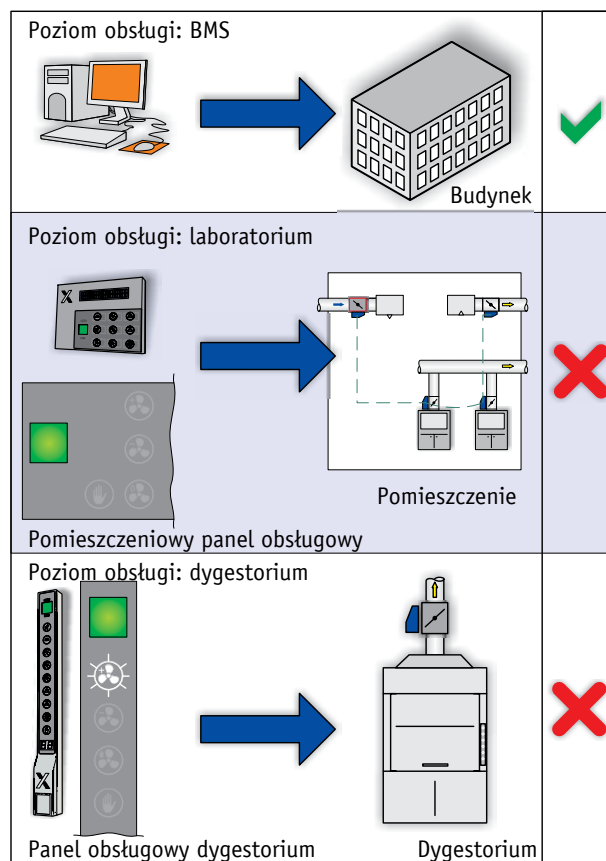 Poziom obsługi: BMS
Budynek
Poziom obsługi: laboratorium
X
Pomieszczenie
Pomieszczeniowy panel obsługowy
Poziom obsługi: dygestorium
X
Panel obsługowy dygestorium
Dygestorium